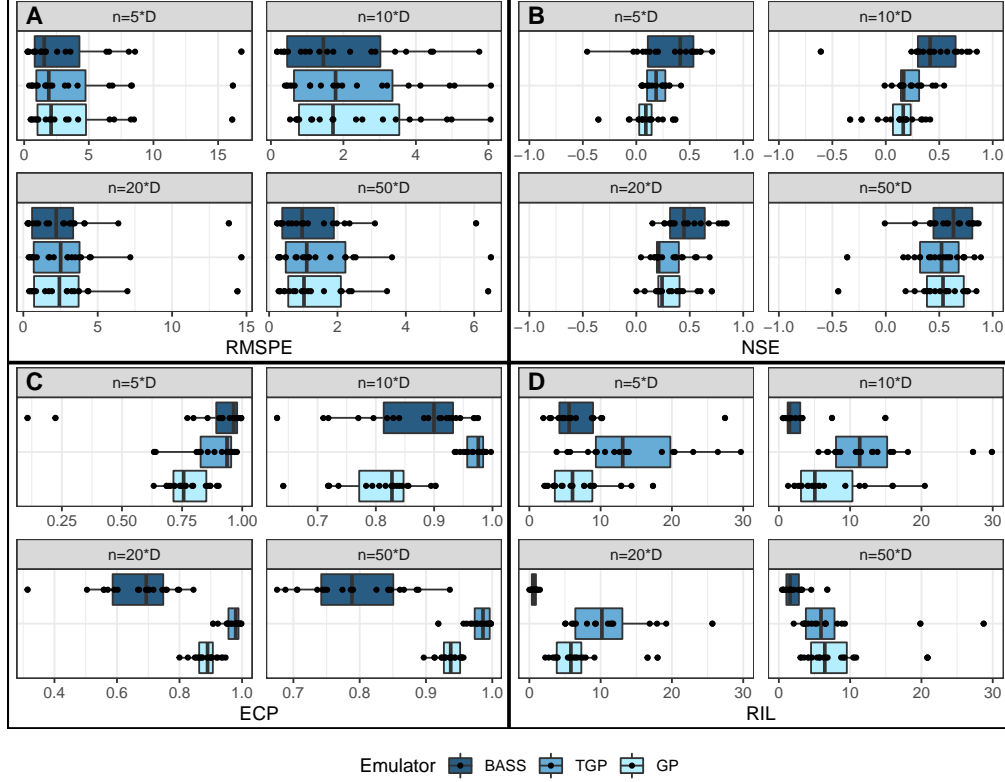 A
B
n=5*D
n=10*D
n=5*D
n=10*D
0 5 10 15
0 2 4 6
−1.0 −0.5 0.0 0.5 1.0
−1.0 −0.5 0.0 0.5 1.0
n=20*D
n=50*D
n=20*D
n=50*D
0 5 10 15
0 2 4 6
−1.0 −0.5 0.0 0.5 1.0
−1.0 −0.5 0.0 0.5 1.0
RMSPE
NSE
C
D
n=5*D
n=10*D
n=5*D
n=10*D
0.25 0.50 0.75 1.00
0.7 0.8 0.9 1.0
0 10 20 30
0 10 20 30
n=20*D
n=50*D
n=20*D
n=50*D
0.4 0.6 0.8 1.0
0.7 0.8 0.9 1.0
0 10 20 30
0 10 20 30
ECP
RIL
Emulator BASS TGP GP